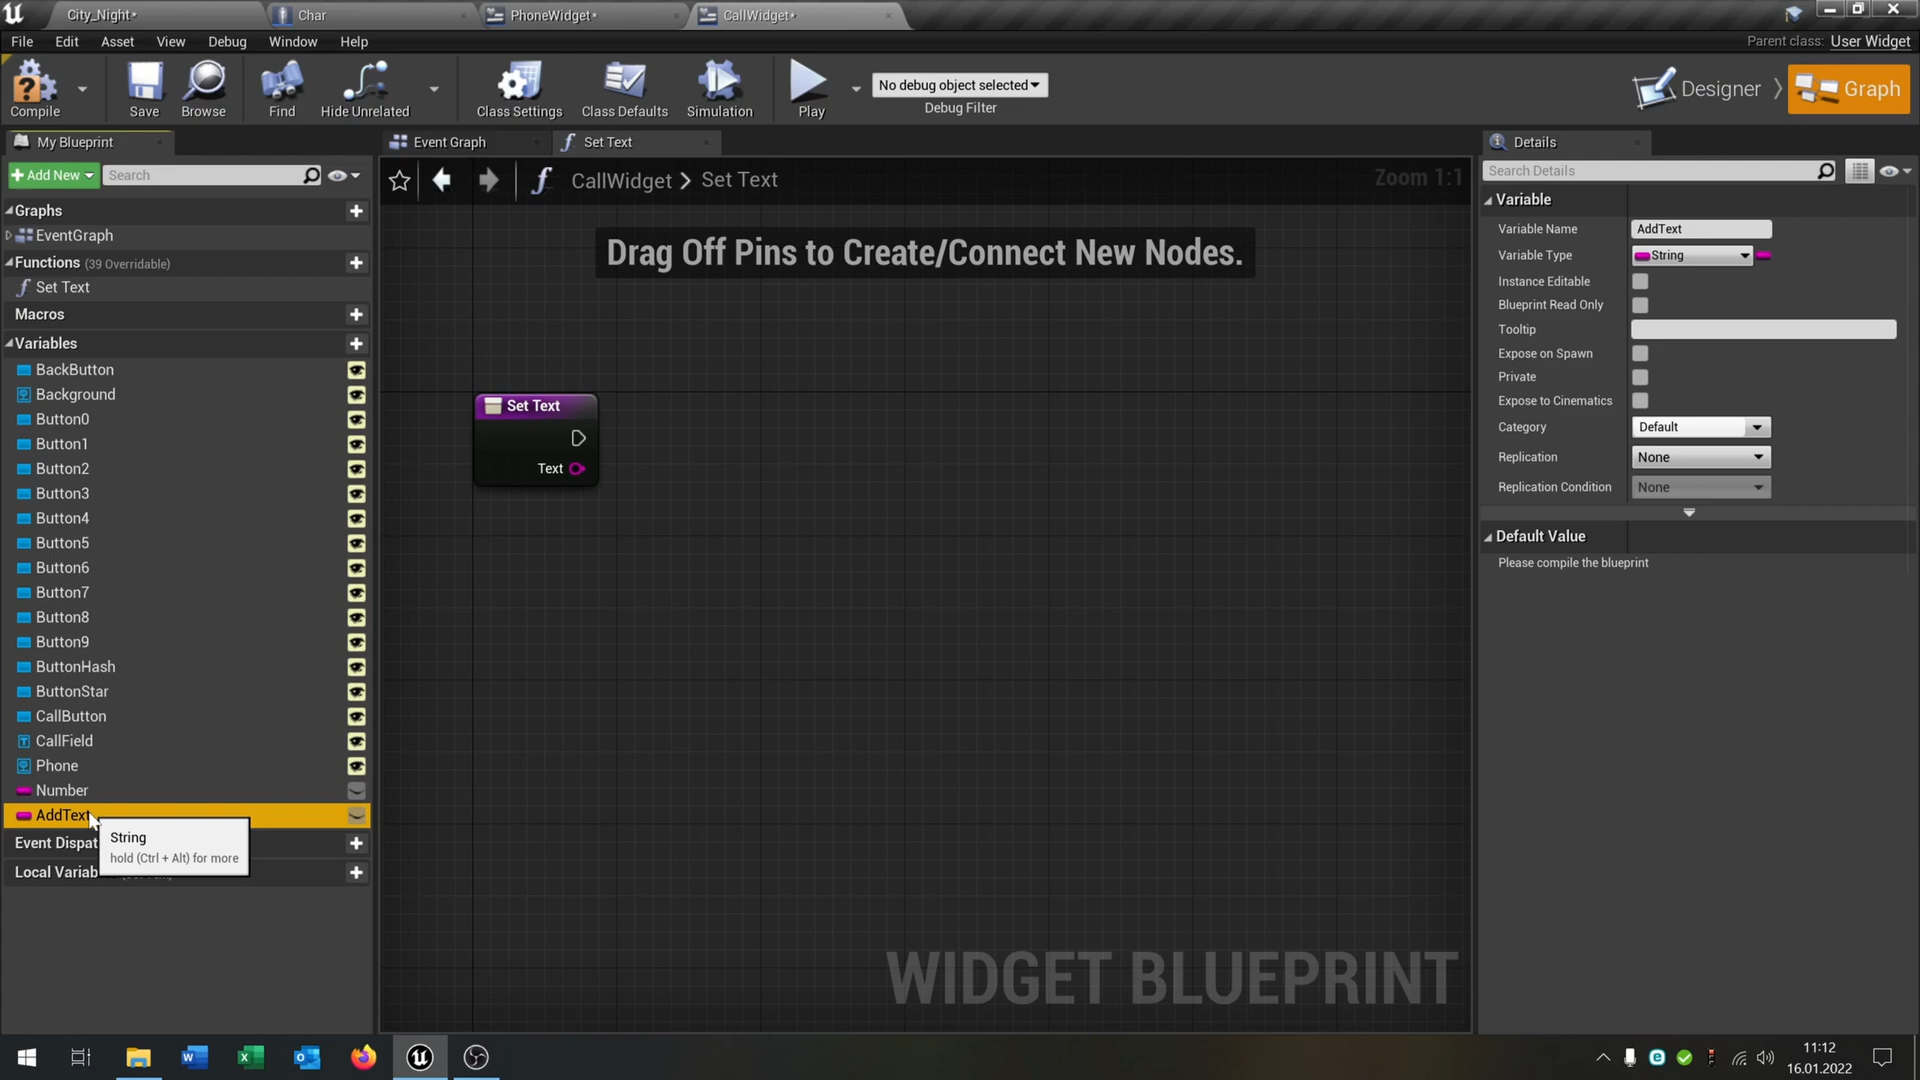 City_Night*
Char
PhoneWidget*
CallWidget*
File
Edit
Asset
View
Debug
Window
Help
Parent class: User Widget
Compile
Save
Browse
Find
Hide Unrelated
Class Settings
Class Defaults
Simulation
Play
No debug object selected
Debug Filter
Designer
Graph
My Blueprint
Event Graph
Set Text
Details
Add New
Search
CallWidget > Set Text
Zoom 1:1
Search Details
Drag Off Pins to Create/Connect New Nodes.
Graphs
EventGraph
Functions (39 Overridable)
Set Text
Macros
Variables
BackButton
Background
Button0
Button1
Button2
Button3
Button4
Button5
Button6
Button7
Button8
Button9
ButtonHash
ButtonStar
CallButton
CallField
Phone
Number
AddText
Event Dispat
Local Variab
String
hold (Ctrl + Alt) for more
Set Text
Text
WIDGET BLUEPRINT
Variable
Variable Name
AddText
Variable Type
String
Instance Editable
Blueprint Read Only
Tooltip
Expose on Spawn
Private
Expose to Cinematics
Category
Default
Replication
None
Replication Condition
None
Default Value
Please compile the blueprint
11:12
16.01.2022